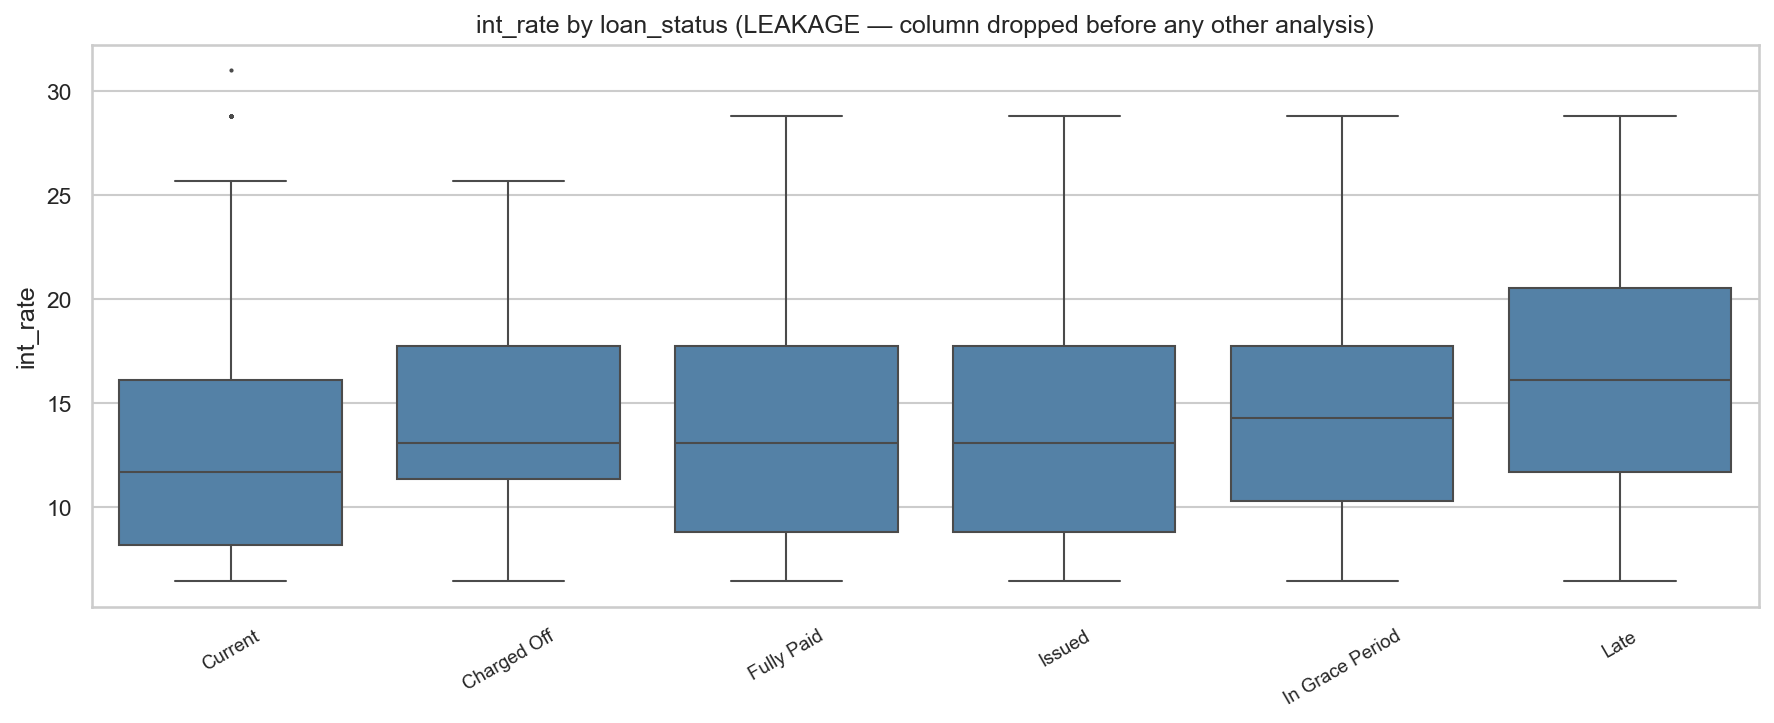 int_rate by loan_status (LEAKAGE — column dropped before any other analysis)
int_rate
30
25
20
15
10
Current
Charged Off
Fully Paid
Issued
In Grace Period
Late